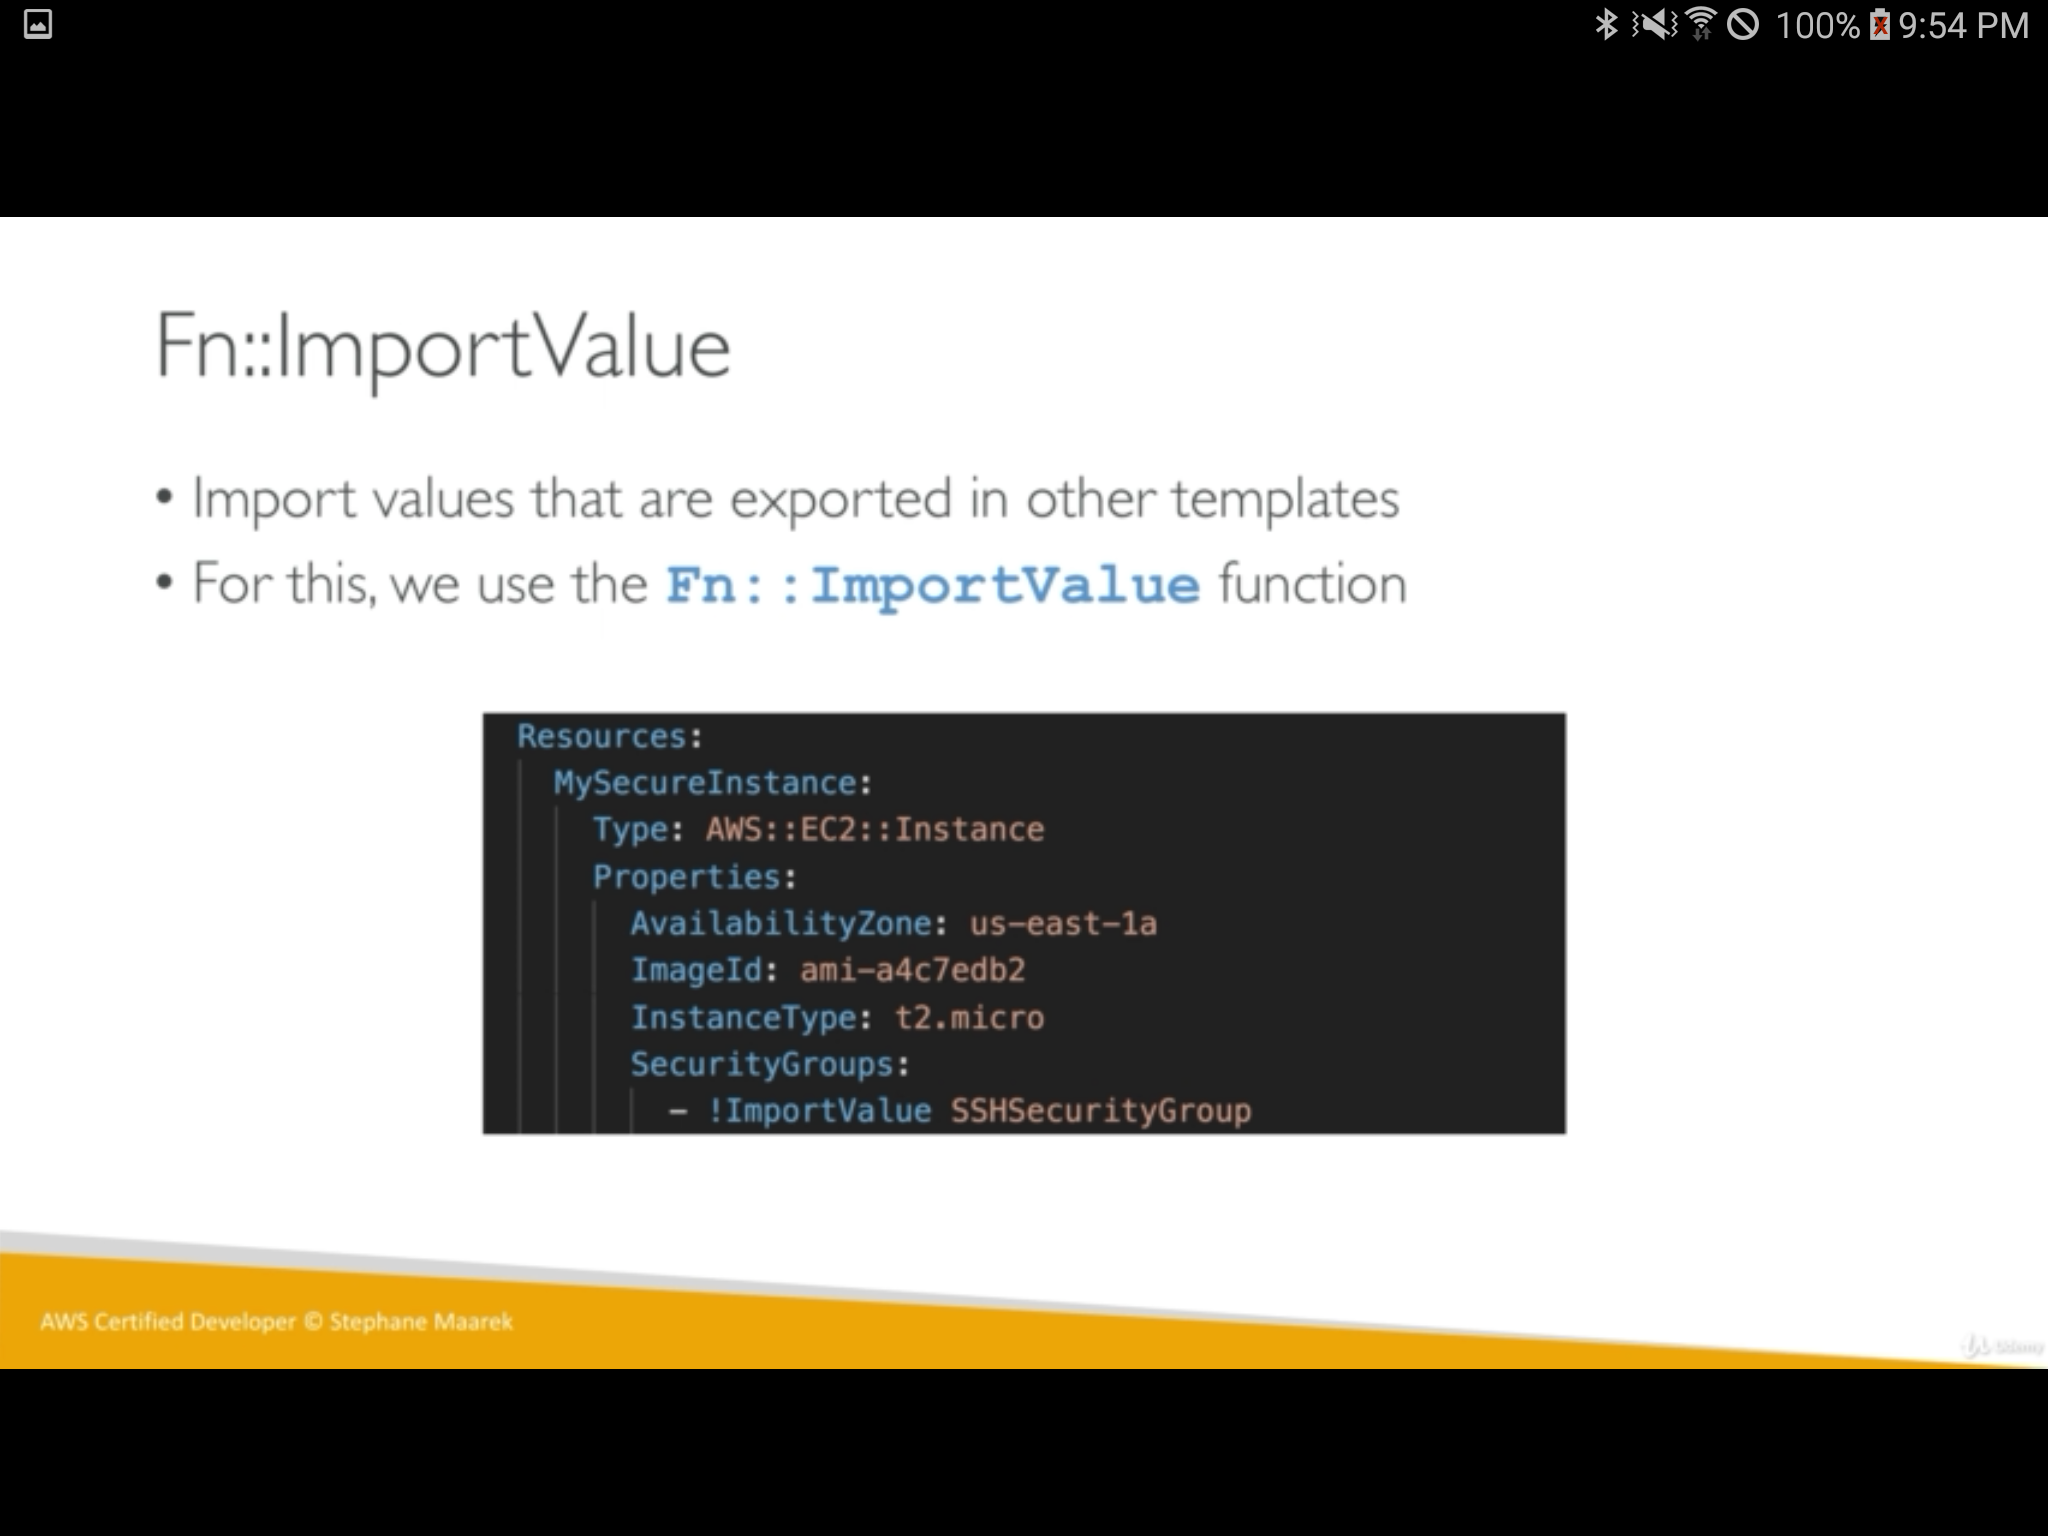 100% 9:54 PM
Fn::ImportValue
• Import values that are exported in other templates
• For this, we use the Fn::ImportValue function
Resources:
MySecureInstance:
Type: AWS::EC2::Instance
Properties:
AvailabilityZone: us-east-1a
ImageId: ami-a4c7edb2
InstanceType: t2.micro
SecurityGroups:
- !ImportValue SSHSecurityGroup
AWS Certified Developer © Stephane Maarek
Udemy